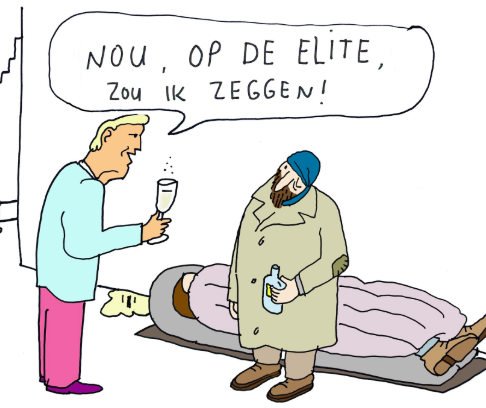 NOU, OP DE ELITE,
ZOU IK ZEGGEN!